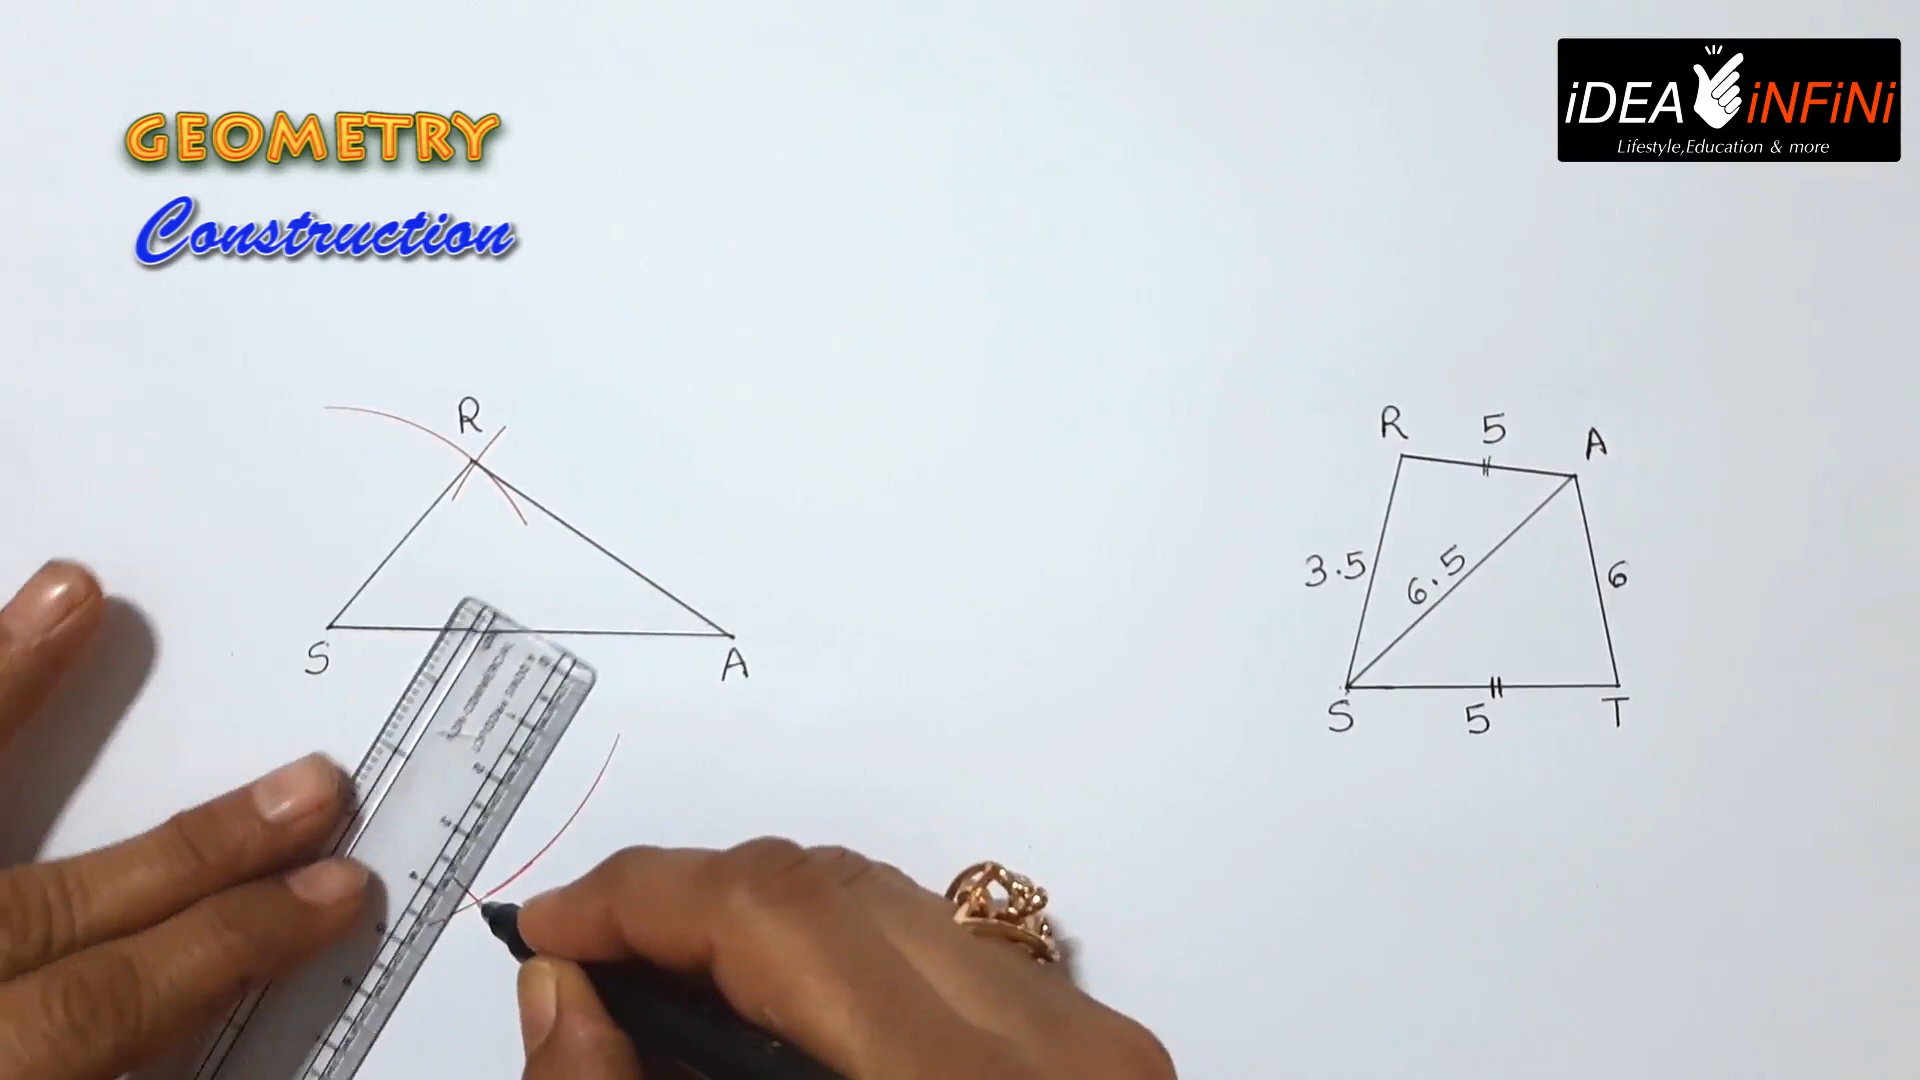 GEOMETRY
Construction
iDEA iNFiNi
Lifestyle,Education & more
R
S
A
R
5
A
3.5
6.5
6
S
5
T